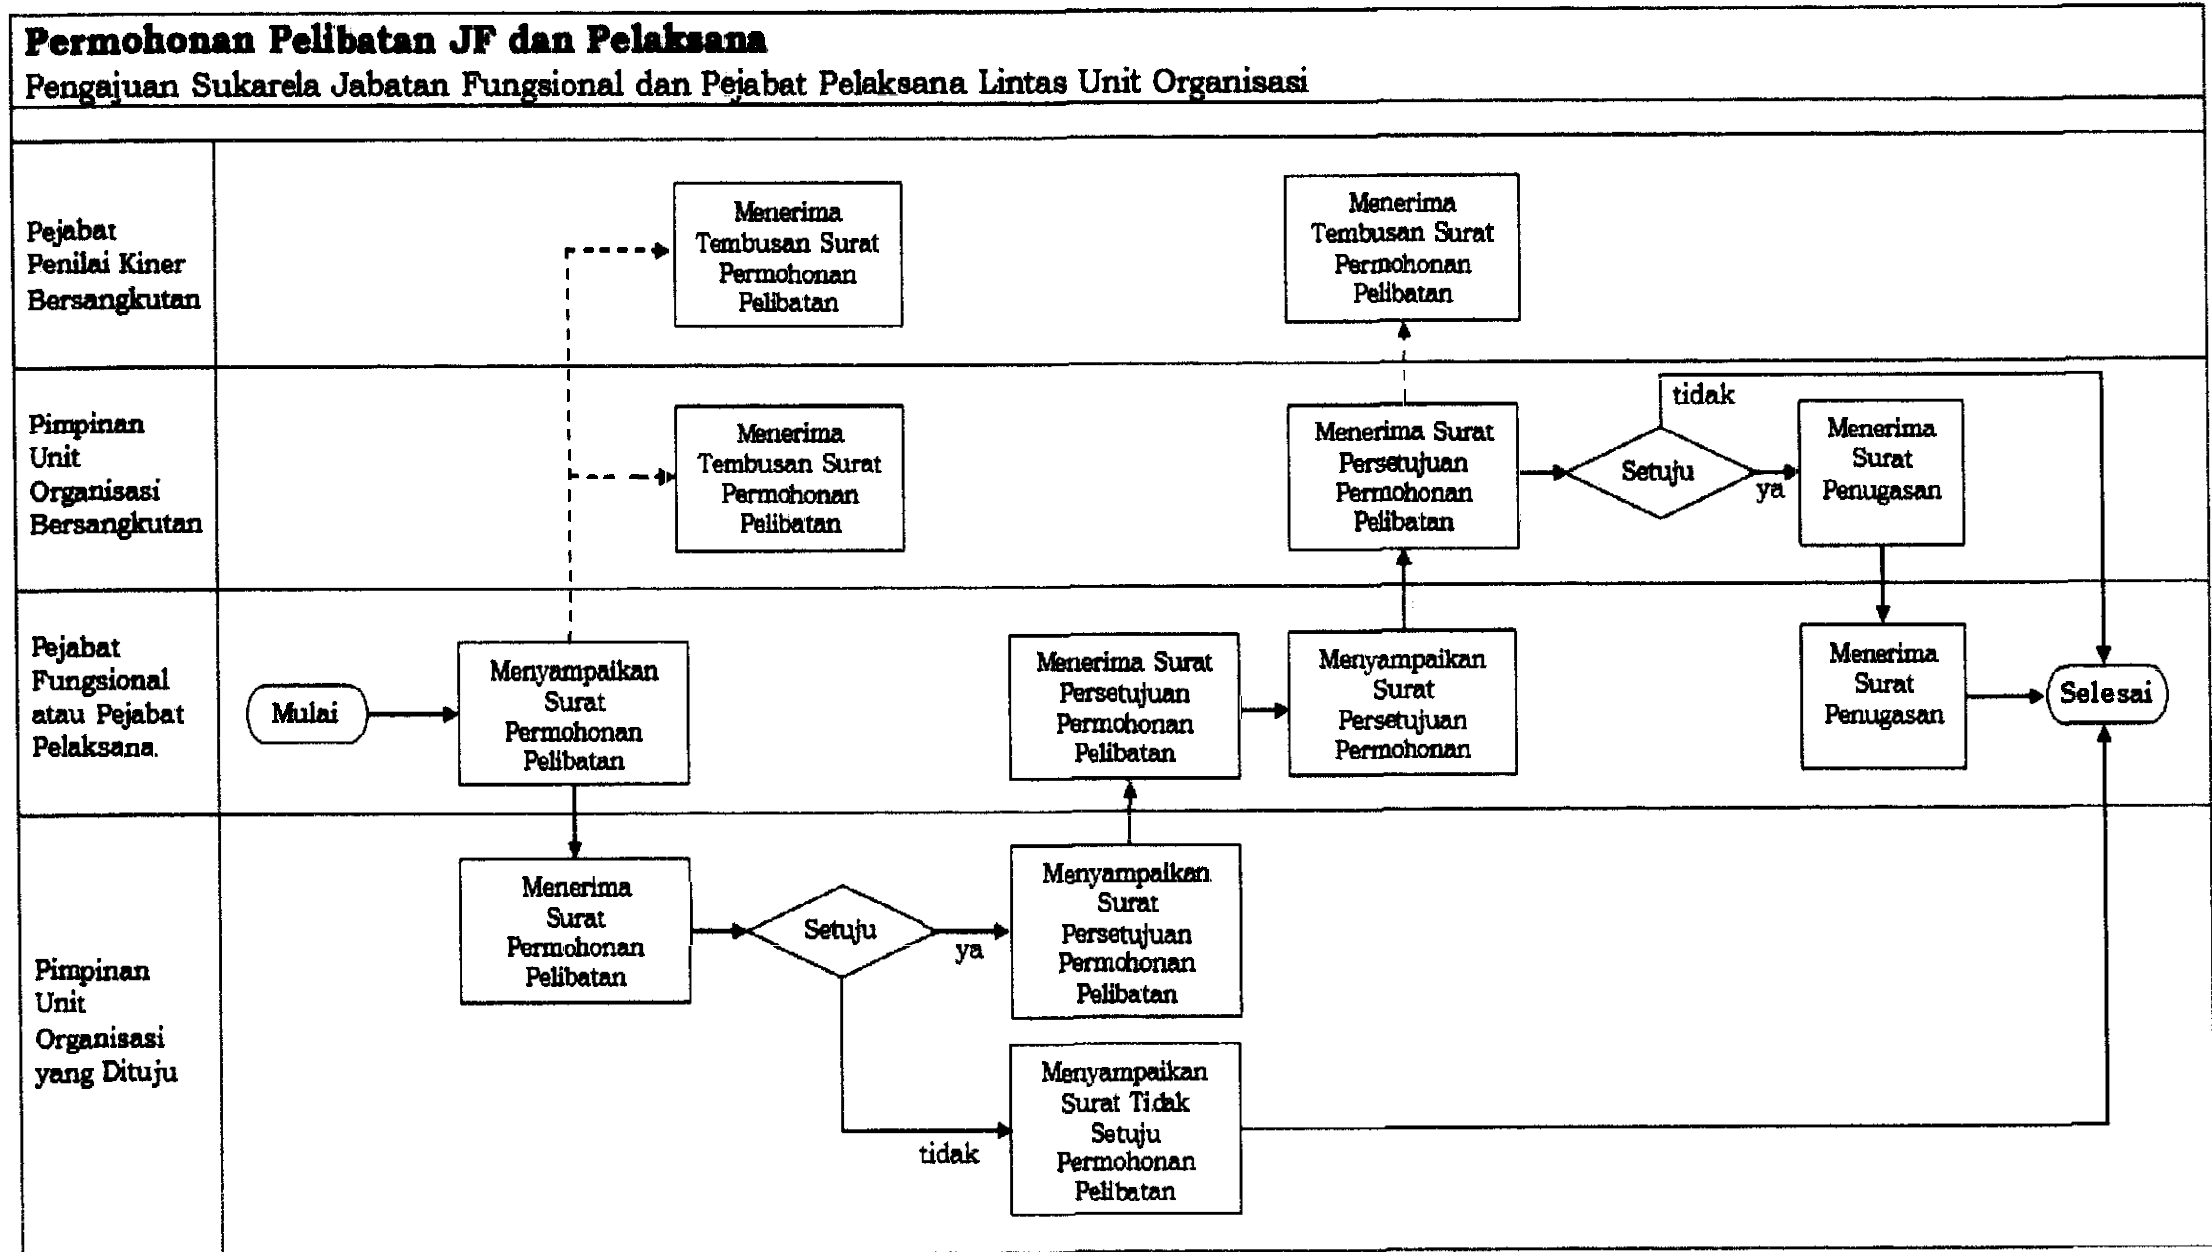 Permohonan Pelibatan JF dan Pelaksana
Pengajuan Sukarela Jabatan Fungsional dan Pejabat Pelaksana Lintas Unit Organisasi
Pejabat
Penilai Kiner
Bersangkutan
Menerima
Tembusan Surat
Permohonan
Pelibatan
Menerima
Tembusan Surat
Permohonan
Pelibatan
Pimpinan
Unit
Organisasi
Bersangkutan
Menerima
Tembusan Surat
Permohonan
Pelibatan
Menerima Surat
Persetujuan
Permohonan
Pelibatan
Setuju
tidak
ya
Menerima
Surat
Penugasan
Pejabat
Fungsional
atau Pejabat
Pelaksana.
Mulai
Menyampaikan
Surat
Permohonan
Pelibatan
Menerima Surat
Persetujuan
Permohonan
Pelibatan
Menyampaikan
Surat
Persetujuan
Permohonan
Menerima
Surat
Penugasan
Selesai
Pimpinan
Unit
Organisasi
yang Dituju
Menerima
Surat
Permohonan
Pelibatan
Setuju
ya
tidak
Menyampaikan
Surat
Persetujuan
Permohonan
Pelibatan
Menyampaikan
Surat Tidak
Setuju
Permohonan
Pelibatan